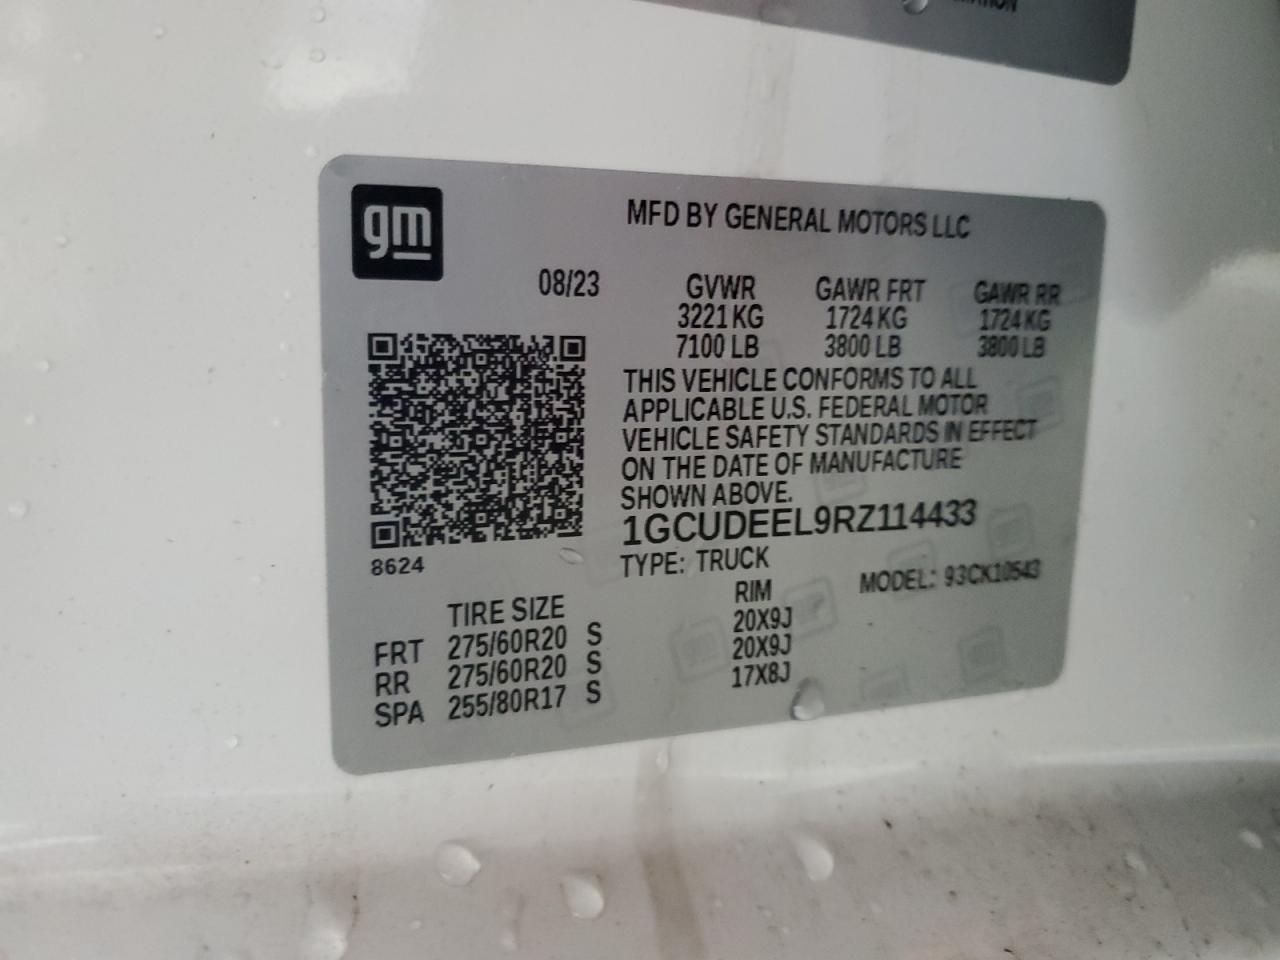 gm
MFD BY GENERAL MOTORS LLC
08/23 GVWR GAWR FRT GAWR RR
3221 KG 1724 KG 1724 KG
7100 LB 3800 LB 3800 LB
THIS VEHICLE CONFORMS TO ALL
APPLICABLE U.S. FEDERAL MOTOR
VEHICLE SAFETY STANDARDS IN EFFECT
ON THE DATE OF MANUFACTURE
SHOWN ABOVE.
1GCUDEEL9RZ114433
8624
TYPE: TRUCK MODEL: 93CK10543
TIRE SIZE RIM
FRT 275/60R20 S 20X9J
RR 275/60R20 S 20X9J
SPA 255/80R17 S 17X8J